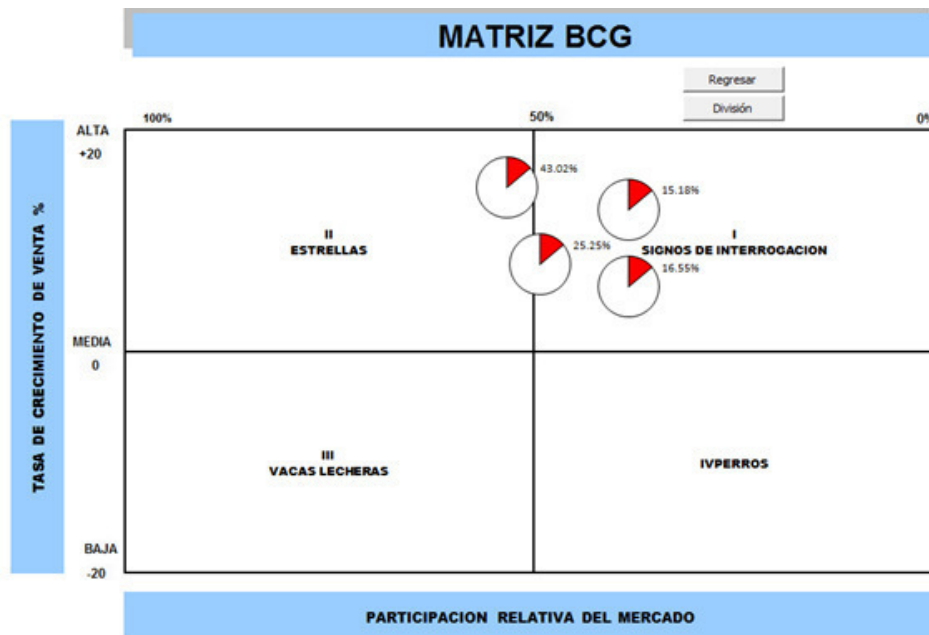 MATRIZ BCG
Regresar
División
100%
50%
0%
ALTA
+20
MEDIA
0
BAJA
-20
TASA DE CRECIMIENTO DE VENTA %
43.02%
15.18%
25.25%
16.55%
II
ESTRELLAS
I
SIGNOS DE INTERROGACION
III
VACAS LECHERAS
IVPERROS
PARTICIPACION RELATIVA DEL MERCADO